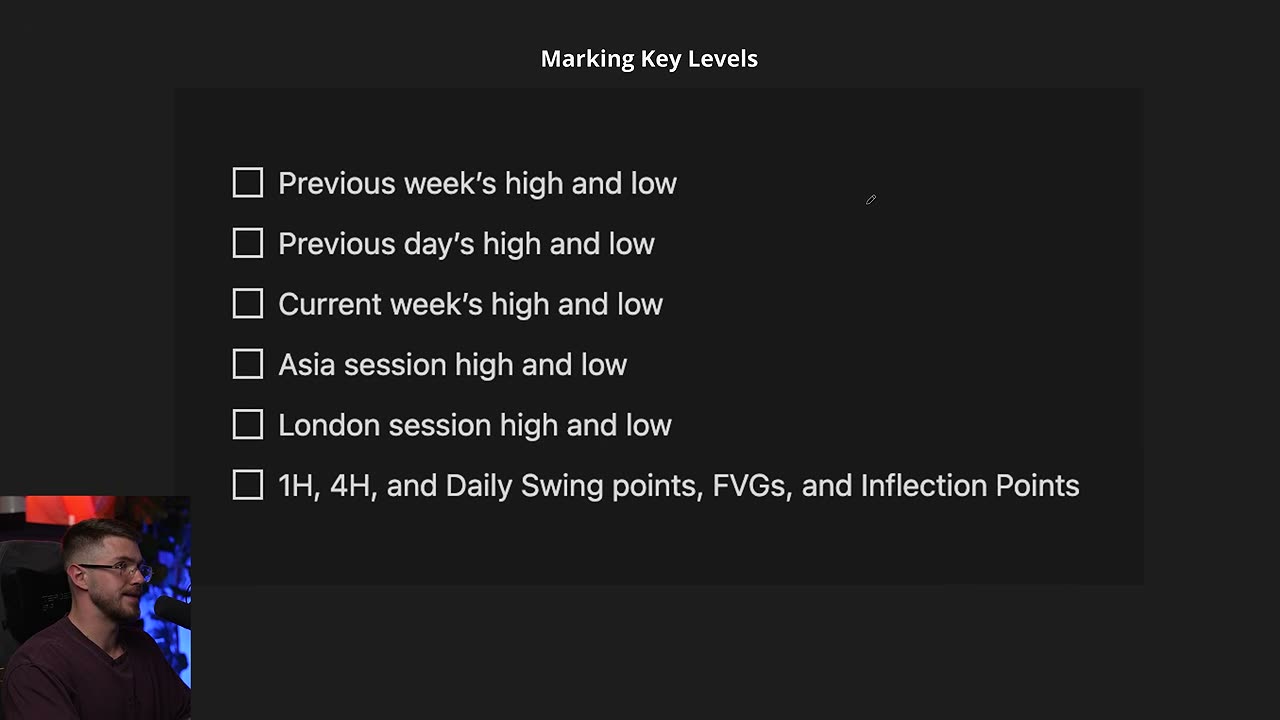 Marking Key Levels
Previous week’s high and low
Previous day’s high and low
Current week’s high and low
Asia session high and low
London session high and low
1H, 4H, and Daily Swing points, FVGs, and Inflection Points